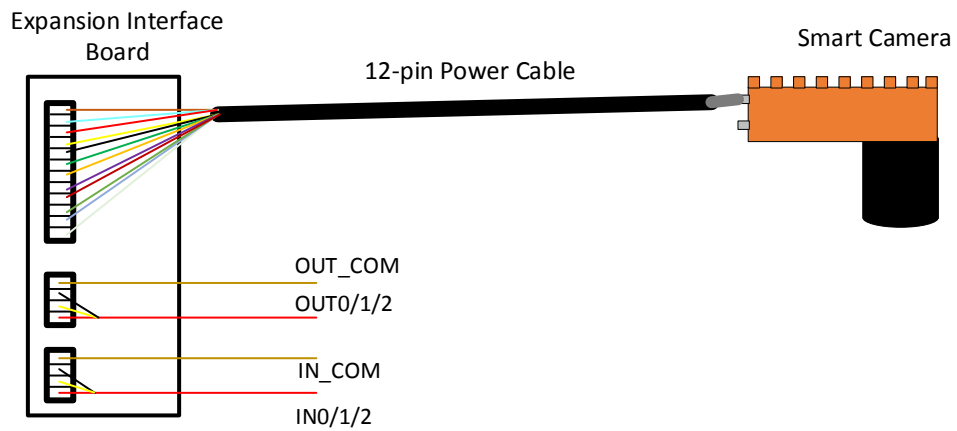 Expansion Interface
Board
12-pin Power Cable
Smart Camera
OUT_COM
OUT0/1/2
IN_COM
IN0/1/2